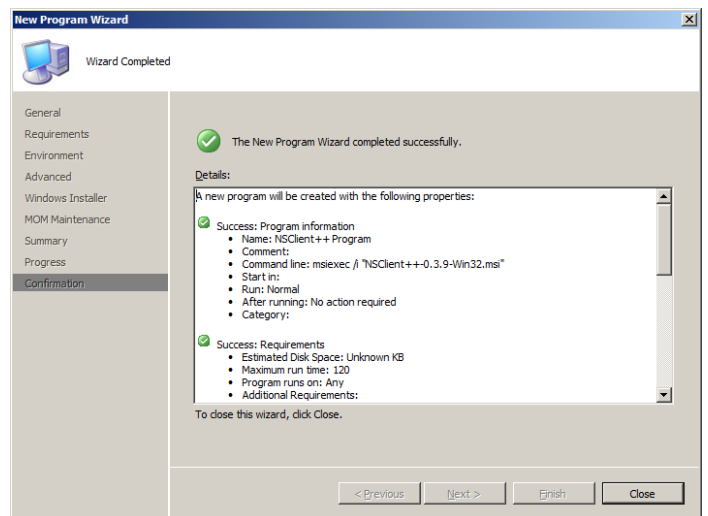 New Program Wizard
Wizard Completed
General
Requirements
Environment
Advanced
Windows Installer
MOM Maintenance
Summary
Progress
Confirmation
The New Program Wizard completed successfully.
Details:
A new program will be created with the following properties:
Success: Program information
• Name: NSClient++ Program
• Comment:
• Command line: msiexec /i "NSClient++-0.3.9-Win32.msi"
• Start in:
• Run: Normal
• After running: No action required
• Category:
Success: Requirements
• Estimated Disk Space: Unknown KB
• Maximum run time: 120
• Program runs on: Any
• Additional Requirements:
To close this wizard, click Close.
< Previous
Next >
Finish
Close